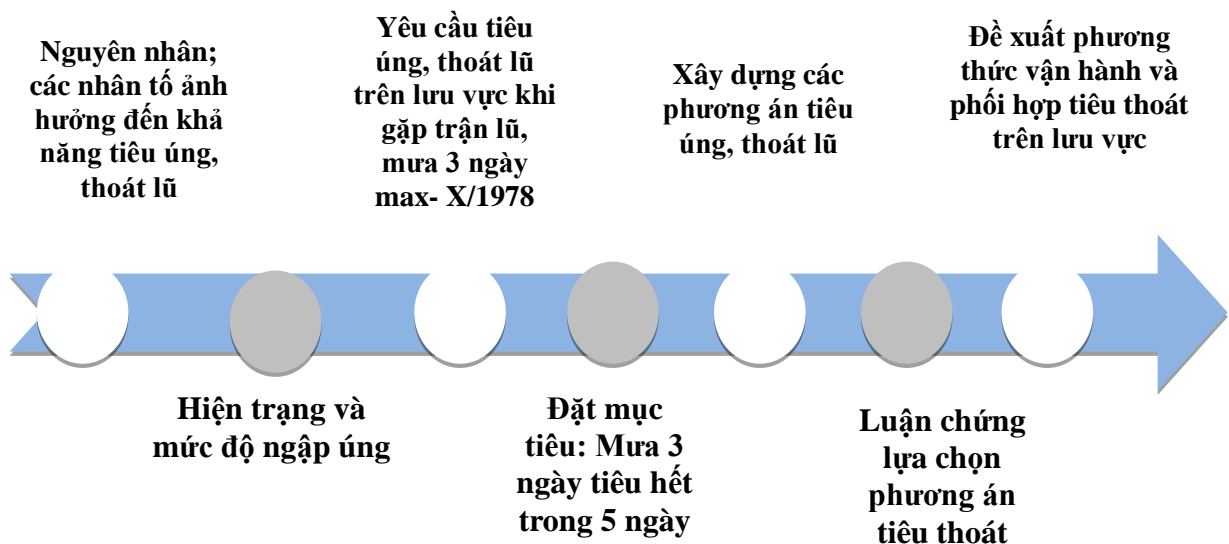 Nguyên nhân;
các nhân tố ảnh
hưởng đến khả
năng tiêu úng,
thoát lũ
Yêu cầu tiêu
úng, thoát lũ
trên lưu vực khi
gặp trận lũ,
mưa 3 ngày
max- X/1978
Xây dựng các
phương án tiêu
úng, thoát lũ
Đề xuất phương
thức vận hành và
phối hợp tiêu thoát
trên lưu vực
Hiện trạng và
mức độ ngập úng
Đặt mục
tiêu: Mưa 3
ngày tiêu hết
trong 5 ngày
Luận chứng
lựa chọn
phương án
tiêu thoát